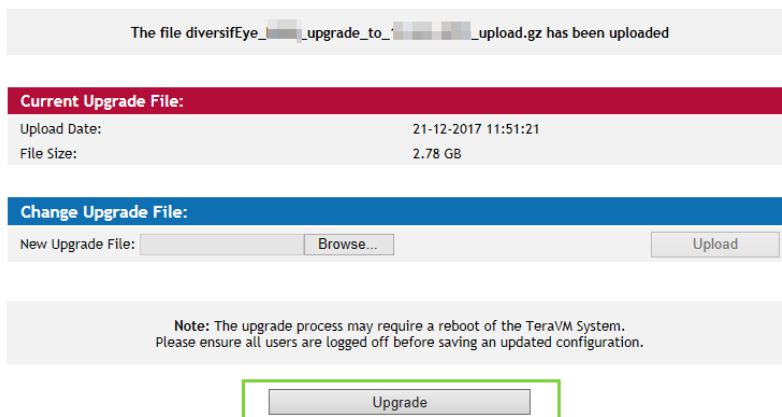 The file diversifEye_ _upgrade_to_ _upload.gz has been uploaded
Current Upgrade File:
Upload Date: 21-12-2017 11:51:21
File Size: 2.78 GB
Change Upgrade File:
New Upgrade File: Browse... Upload
Note: The upgrade process may require a reboot of the TeraVM System.
Please ensure all users are logged off before saving an updated configuration.
Upgrade